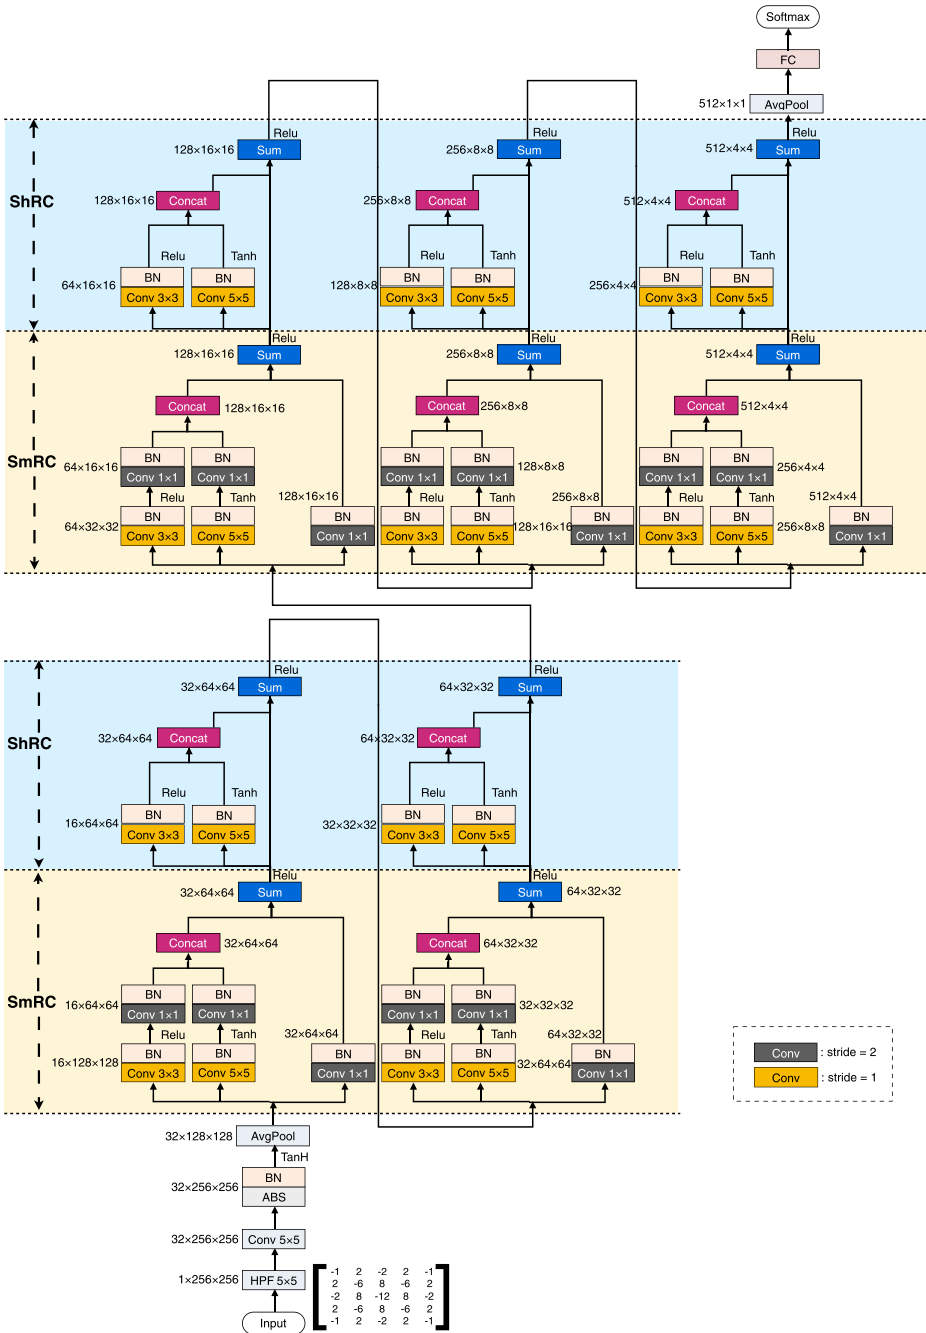 Softmax
FC
512×1×1 AvgPool
Relu Relu Relu
128×16×16 Sum 256×8×8 Sum 512×4×4 Sum
ShRC
128×16×16 Concat 256×8×8 Concat 512×4×4 Concat
Relu Tanh Relu Tanh Relu Tanh
64×16×16 BN BN 128×8×8 BN BN 256×4×4 BN BN
Conv 3×3 Conv 5×5 Conv 3×3 Conv 5×5 Conv 3×3 Conv 5×5
Relu Relu Relu
128×16×16 Sum 256×8×8 Sum 512×4×4 Sum
Concat 128×16×16 Concat 256×8×8 Concat 512×4×4
SmRC
64×16×16 BN BN BN BN 128×8×8 BN BN 256×4×4
Conv 1×1 Conv 1×1 Conv 1×1 Conv 1×1 Conv 1×1 Conv 1×1
Relu Tanh 128×16×16 Relu Tanh 256×8×8 Relu Tanh 512×4×4
64×32×32 BN BN BN BN BN 128×16×16 BN BN BN 256×8×8 BN
Conv 3×3 Conv 5×5 Conv 1×1 Conv 3×3 Conv 5×5 Conv 1×1 Conv 3×3 Conv 5×5 Conv 1×1
Relu Relu
32×64×64 Sum 64×32×32 Sum
ShRC
32×64×64 Concat 64×32×32 Concat
Relu Tanh Relu Tanh
16×64×64 BN BN 32×32×32 BN BN
Conv 3×3 Conv 5×5 Conv 3×3 Conv 5×5
Relu Relu
32×64×64 Sum Sum 64×32×32
Concat 32×64×64 Concat 64×32×32
SmRC
16×64×64 BN BN BN BN 32×32×32
Conv 1×1 Conv 1×1 Conv 1×1 Conv 1×1
Relu Tanh 32×64×64 Relu Tanh 64×32×32
16×128×128 BN BN BN BN BN 32×64×64 BN
Conv 3×3 Conv 5×5 Conv 1×1 Conv 3×3 Conv 5×5 Conv 1×1
Conv : stride = 2
Conv : stride = 1
32×128×128 AvgPool
TanH
32×256×256 BN
ABS
32×256×256 Conv 5×5
1×256×256 HPF 5×5
Input
-1 2 -2 2 -1
2 -6 8 -6 2
-2 8 -12 8 -2
2 -6 8 -6 2
-1 2 -2 2 -1